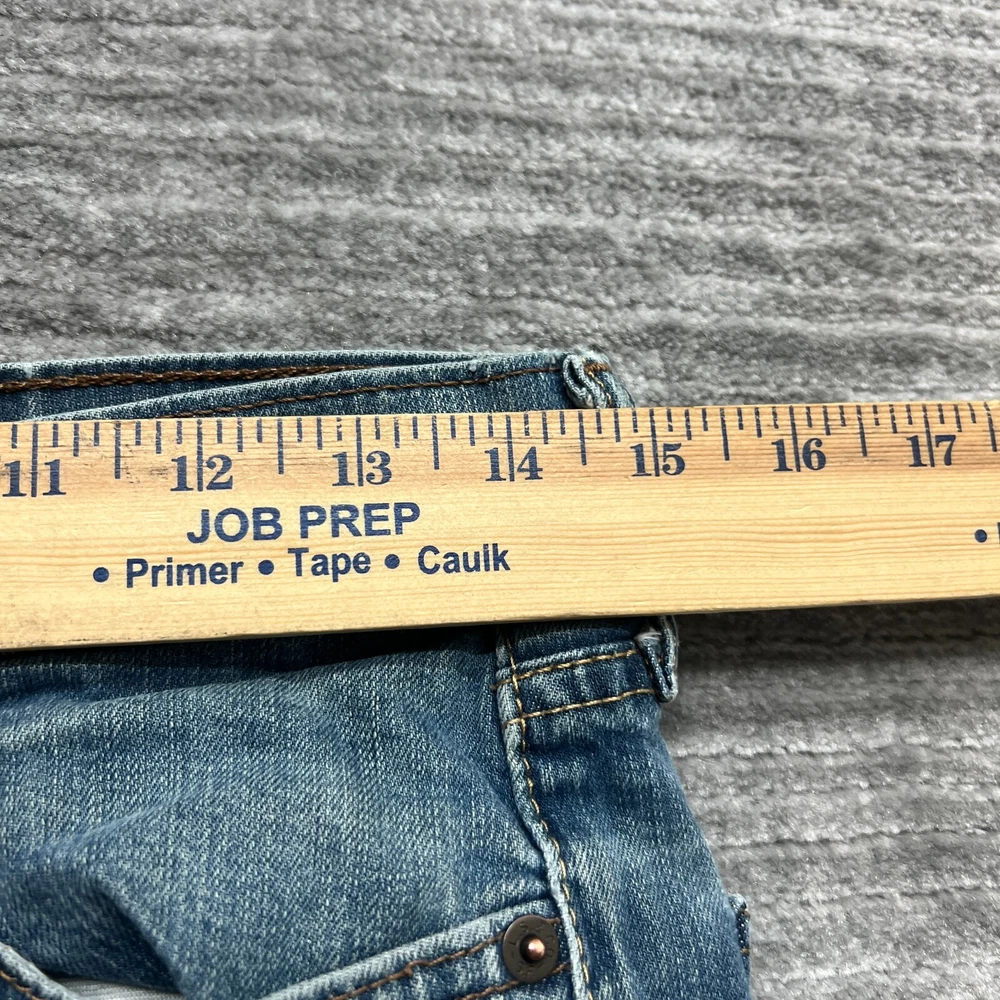 11 12 13 14 15 16 17
JOB PREP
• Primer • Tape • Caulk •